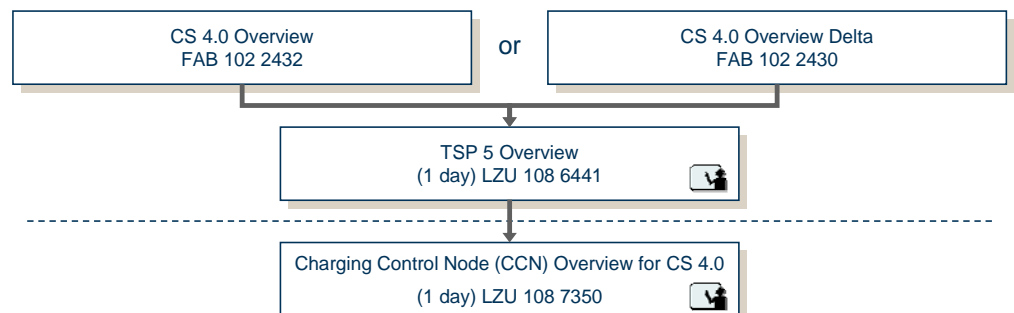 CS 4.0 Overview
FAB 102 2432
or
CS 4.0 Overview Delta
FAB 102 2430
TSP 5 Overview
(1 day) LZU 108 6441
Charging Control Node (CCN) Overview for CS 4.0
(1 day) LZU 108 7350